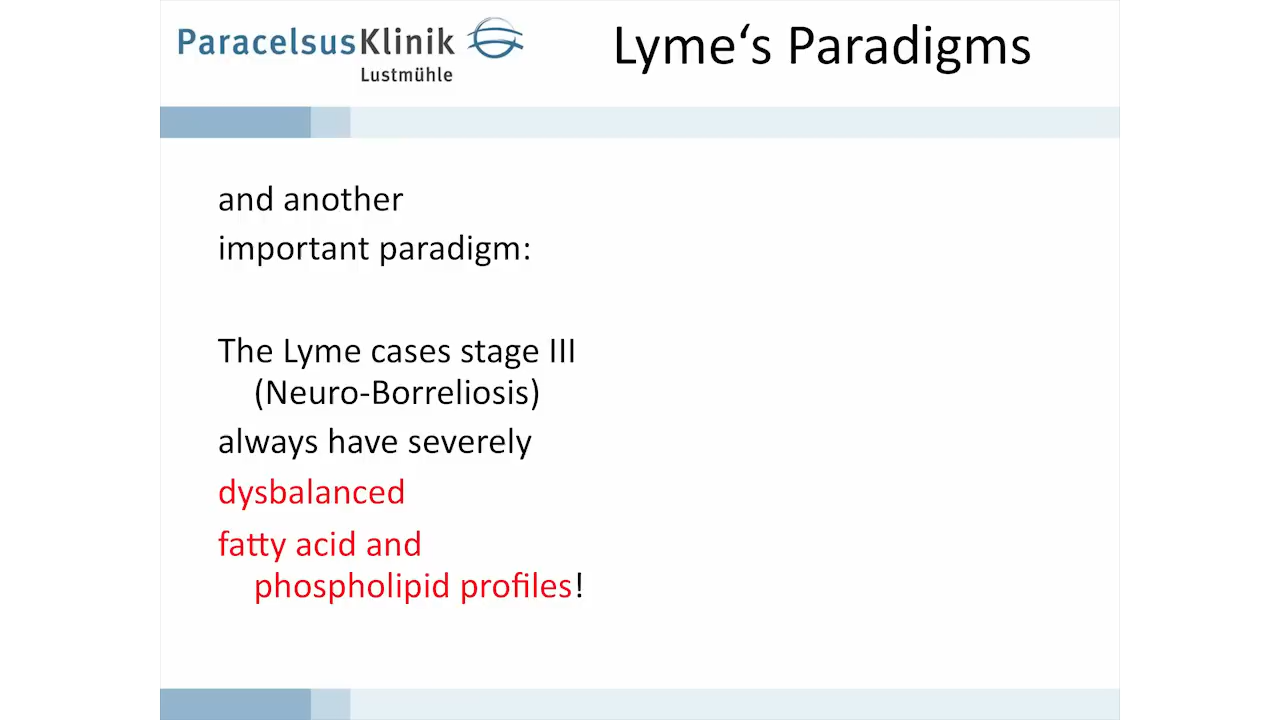 ParacelsusKlinik
Lustmühle
Lyme‘s Paradigms
and another
important paradigm:
The Lyme cases stage III
(Neuro-Borreliosis)
always have severely
dysbalanced
fatty acid and
phospholipid profiles!